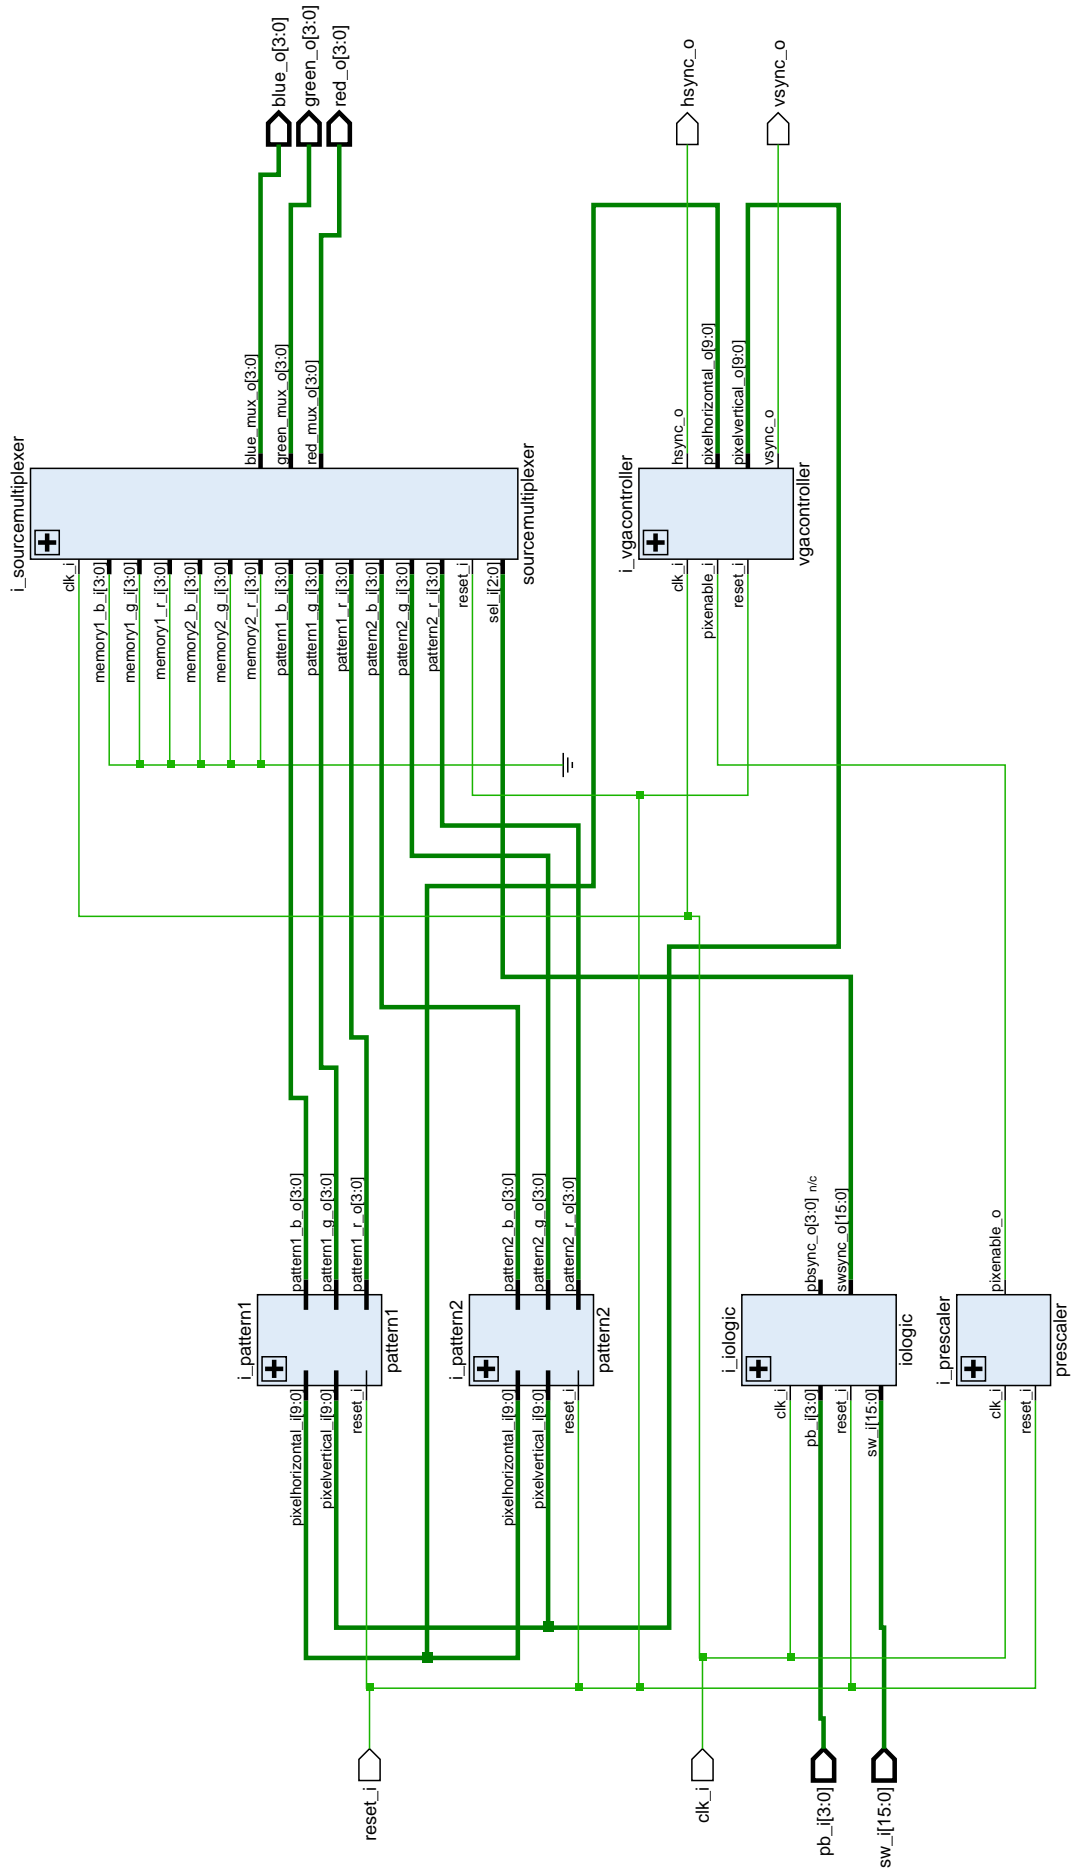 reset_i
clk_i
pb_i[3:0]
sw_i[15:0]
i_pattern1
pixelhorizontal_i[9:0]
pixelvertical_i[9:0]
reset_i
pattern1_b_o[3:0]
pattern1_g_o[3:0]
pattern1_r_o[3:0]
pattern1
i_pattern2
pixelhorizontal_i[9:0]
pixelvertical_i[9:0]
reset_i
pattern2_b_o[3:0]
pattern2_g_o[3:0]
pattern2_r_o[3:0]
pattern2
i_iologic
clk_i
pb_i[3:0]
reset_i
sw_i[15:0]
pbsync_o[3:0] n/c
swsync_o[15:0]
iologic
i_prescaler
clk_i
reset_i
pixenable_o
prescaler
i_sourcemultiplexer
clk_i
memory1_b_i[3:0]
memory1_g_i[3:0]
memory1_r_i[3:0]
memory2_b_i[3:0]
memory2_g_i[3:0]
memory2_r_i[3:0]
pattern1_b_i[3:0]
pattern1_g_i[3:0]
pattern1_r_i[3:0]
pattern2_b_i[3:0]
pattern2_g_i[3:0]
pattern2_r_i[3:0]
reset_i
sel_i[2:0]
blue_mux_o[3:0]
green_mux_o[3:0]
red_mux_o[3:0]
sourcemultiplexer
i_vgacontroller
clk_i
pixenable_i
reset_i
hsync_o
pixelhorizontal_o[9:0]
pixelvertical_o[9:0]
vsync_o
vgacontroller
blue_o[3:0]
green_o[3:0]
red_o[3:0]
hsync_o
vsync_o